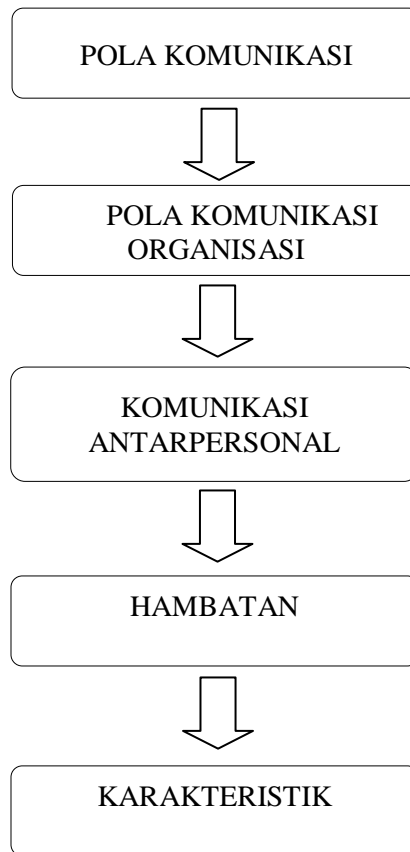 POLA KOMUNIKASI
POLA KOMUNIKASI
ORGANISASI
KOMUNIKASI
ANTARPERSONAL
HAMBATAN
KARAKTERISTIK